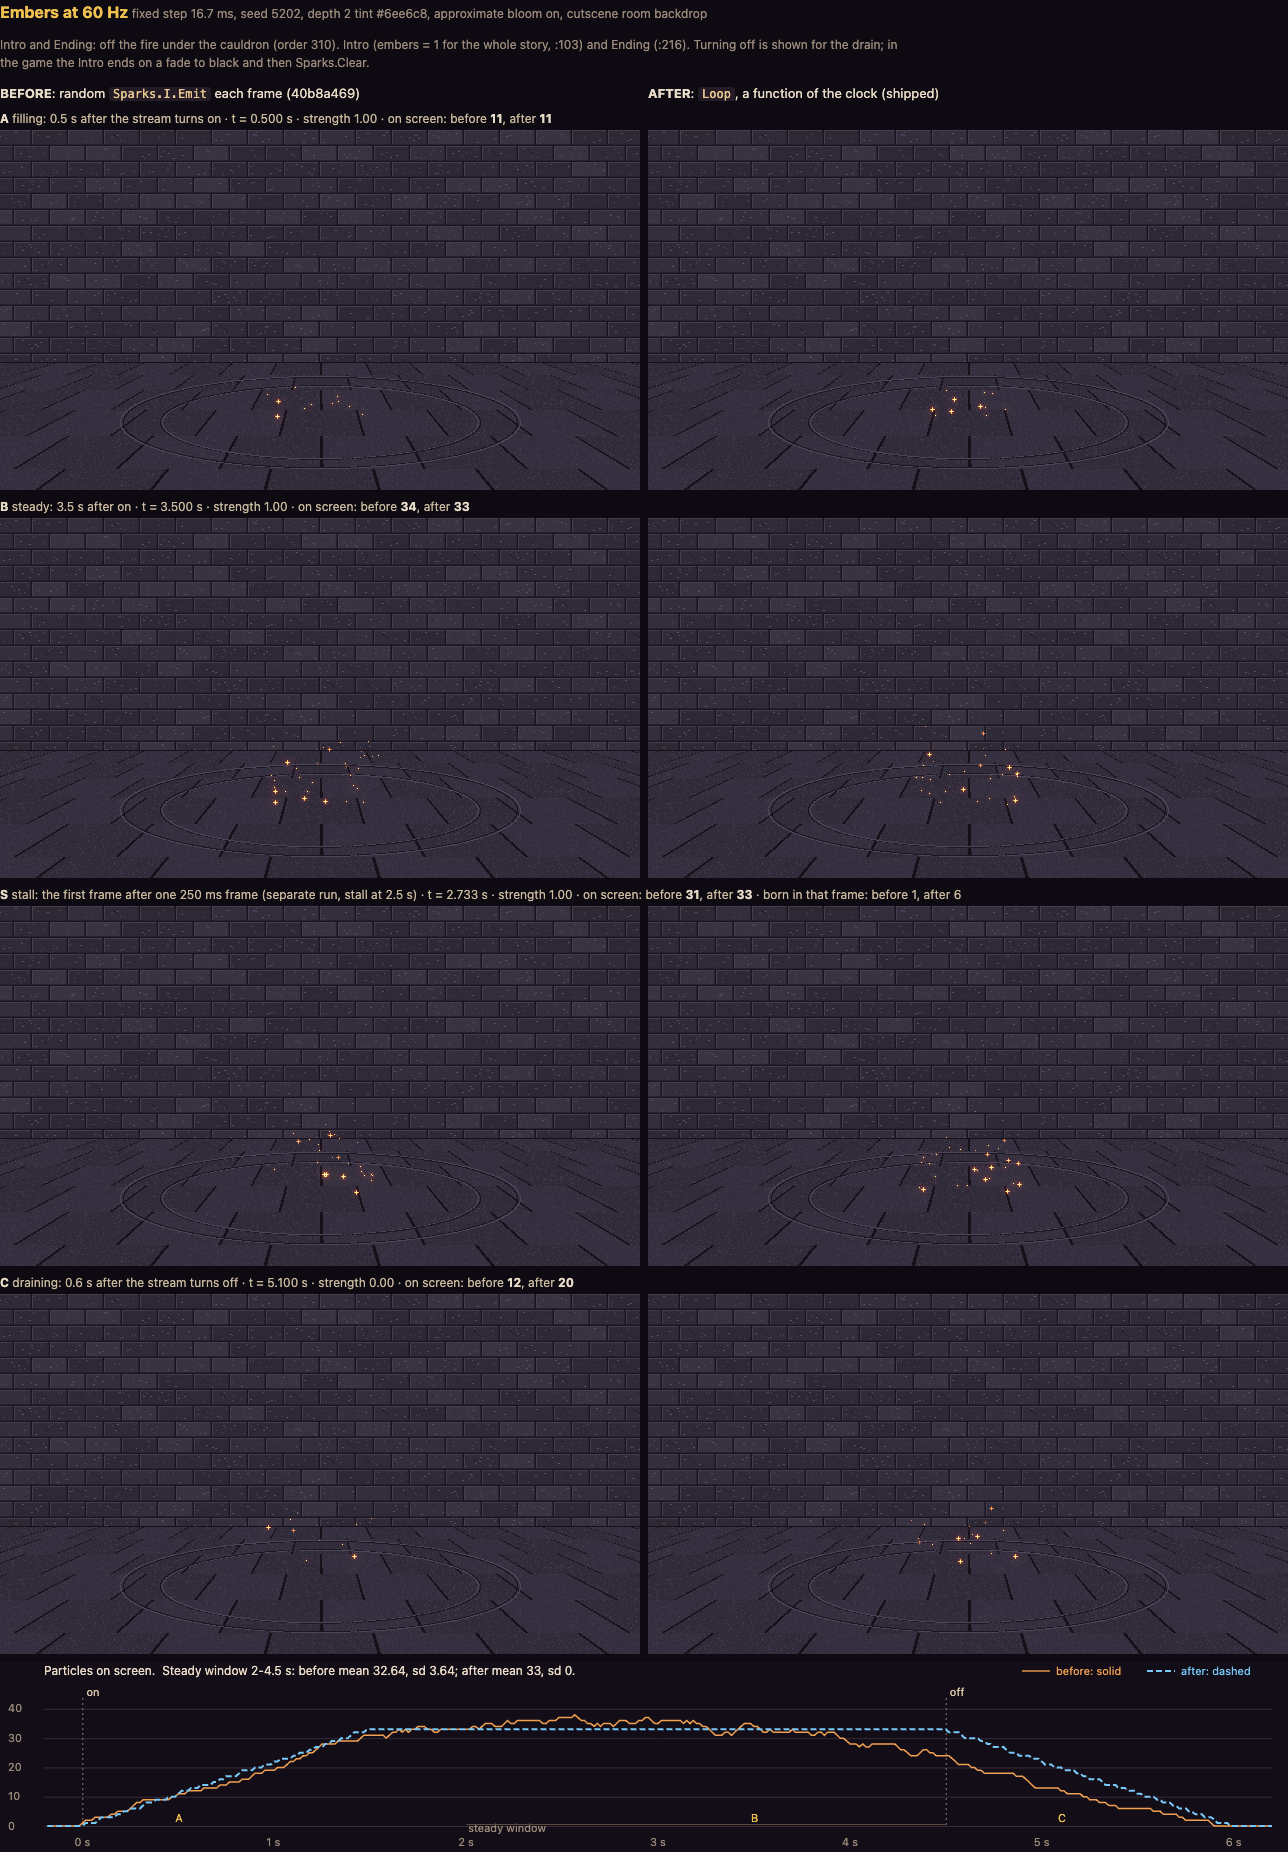 Embers at 60 Hz fixed step 16.7 ms, seed 5202, depth 2 tint #6ee6c8, approximate bloom on, cutscene room backdrop
Intro and Ending: off the fire under the cauldron (order 310). Intro (embers = 1 for the whole story, :103) and Ending (:216). Turning off is shown for the drain; in
the game the Intro ends on a fade to black and then Sparks.Clear.
BEFORE: random Sparks.I.Emit each frame (40b8a469)
AFTER: Loop, a function of the clock (shipped)
A filling: 0.5 s after the stream turns on · t = 0.500 s · strength 1.00 · on screen: before 11, after 11
B steady: 3.5 s after on · t = 3.500 s · strength 1.00 · on screen: before 34, after 33
S stall: the first frame after one 250 ms frame (separate run, stall at 2.5 s) · t = 2.733 s · strength 1.00 · on screen: before 31, after 33 · born in that frame: before 1, after 6
C draining: 0.6 s after the stream turns off · t = 5.100 s · strength 0.00 · on screen: before 12, after 20
Particles on screen. Steady window 2-4.5 s: before mean 32.64, sd 3.64; after mean 33, sd 0.
before: solid
after: dashed
on
off
40
30
20
10
0
A
B
C
steady window
0 s
1 s
2 s
3 s
4 s
5 s
6 s